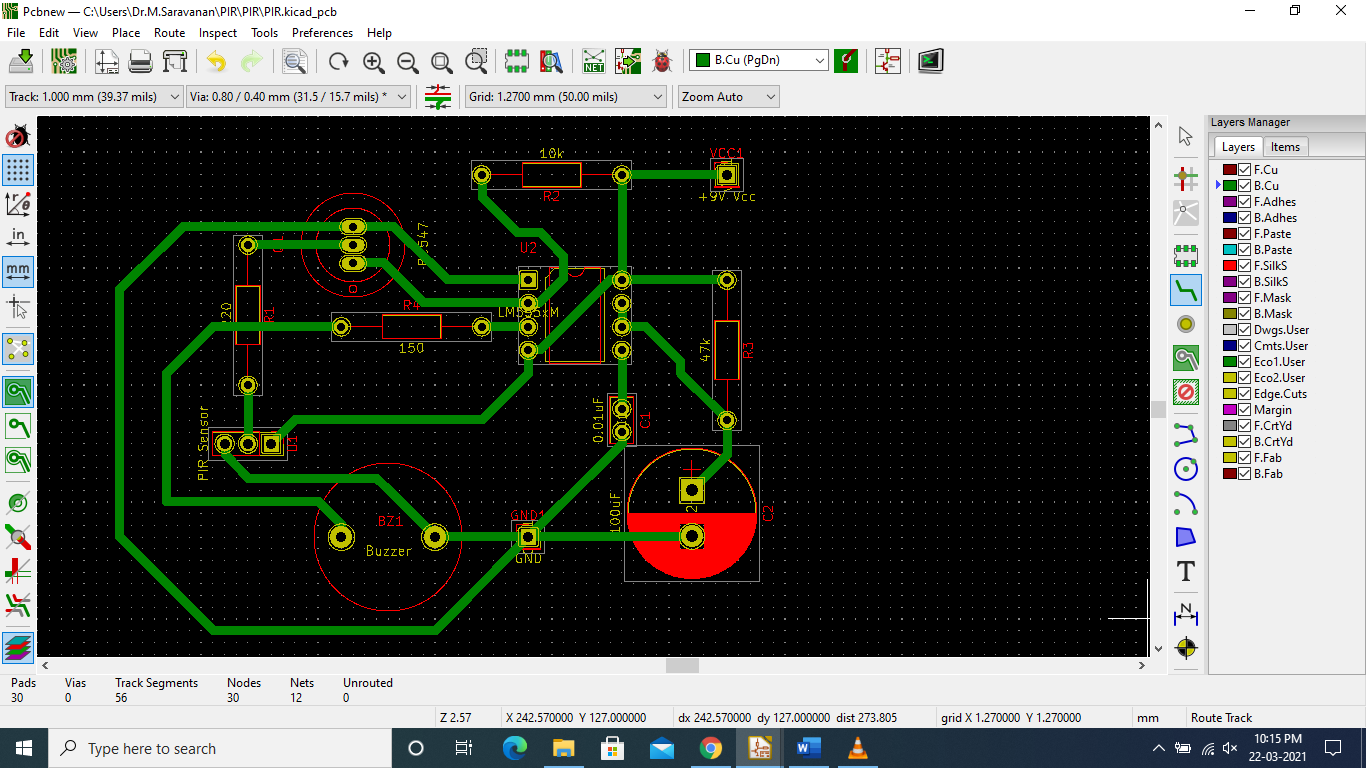 Pcbnew — C:\Users\Dr.M.Saravanan\PIR\PIR\PIR.kicad_pcb
File Edit View Place Route Inspect Tools Preferences Help
NET
B.Cu (PgDn)
Track: 1.000 mm (39.37 mils)
Via: 0.80 / 0.40 mm (31.5 / 15.7 mils) *
Grid: 1.2700 mm (50.00 mils)
Zoom Auto
in
mm
10k
R2
VCC1
+9V Vcc
U2
R4
150
R1
47k
R3
0.01uF
C1
PIR Sensor
BZ1
Buzzer
GND1
GND
100uF
2
C2
T
N
Layers Manager
Layers Items
F.Cu
B.Cu
F.Adhes
B.Adhes
F.Paste
B.Paste
F.SilkS
B.SilkS
F.Mask
B.Mask
Dwgs.User
Cmts.User
Eco1.User
Eco2.User
Edge.Cuts
Margin
F.CrtYd
B.CrtYd
F.Fab
B.Fab
Pads Vias Track Segments Nodes Nets Unrouted
30 0 56 30 12 0
Z 2.57 X 242.570000 Y 127.000000 dx 242.570000 dy 127.000000 dist 273.805 grid X 1.270000 Y 1.270000 mm Route Track
Type here to search
10:15 PM
22-03-2021